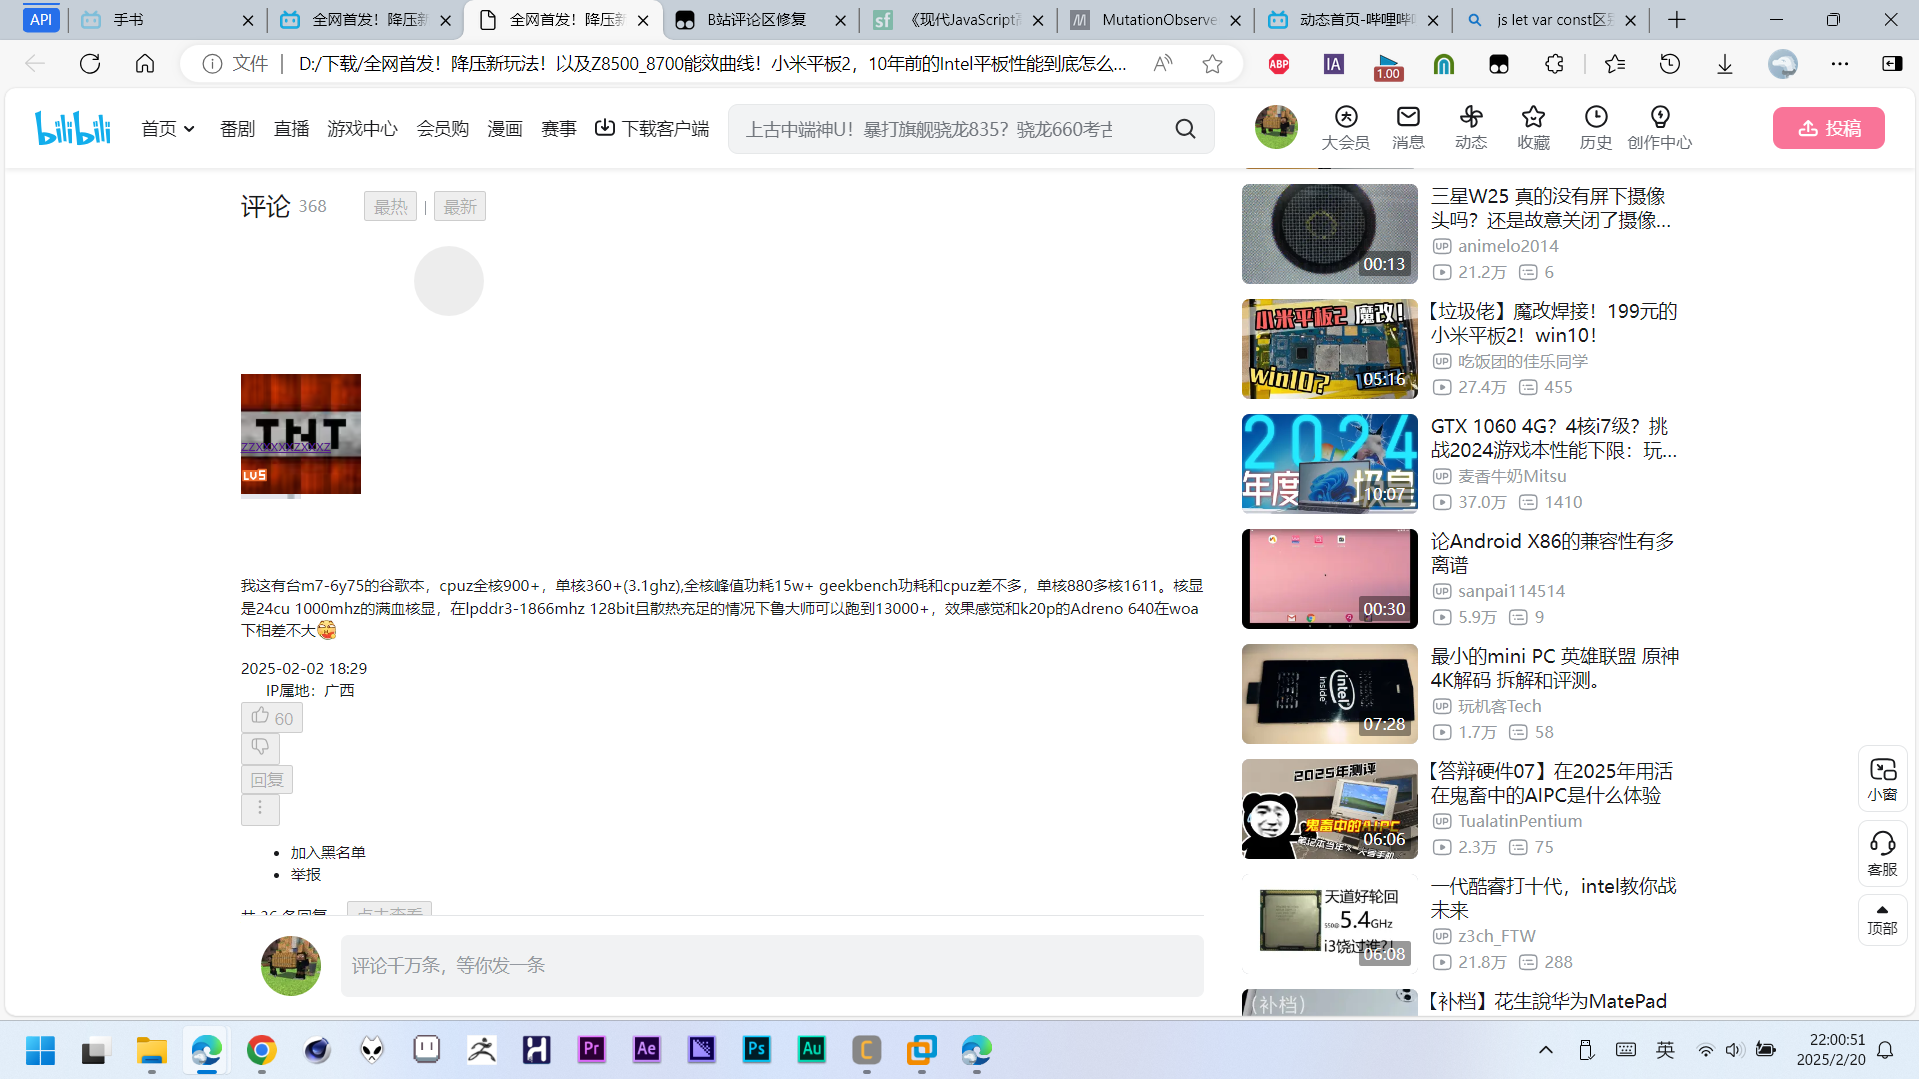 API
手书
全网首发！降压新
全网首发！降压新
B站评论区修复
《现代JavaScript高
MutationObserve
动态首页-哔哩哔哩
js let var const区别
文件
D:/下载/全网首发！降压新玩法！以及Z8500_8700能效曲线！小米平板2，10年前的Intel平板性能到底怎么...
ABP
IA
1.00
bilibili
首页
番剧
直播
游戏中心
会员购
漫画
赛事
下载客户端
上古中端神U！暴打旗舰骁龙835？骁龙660考古
大会员
消息
动态
收藏
历史
创作中心
投稿
评论 368
最热 | 最新
TNT
ZZXXXXYZXXXZ
LV5
我这有台m7-6y75的谷歌本，cpuz全核900+，单核360+(3.1ghz),全核峰值功耗15w+ geekbench功耗和cpuz差不多，单核880多核1611。核显
是24cu 1000mhz的满血核显，在lpddr3-1866mhz 128bit且散热充足的情况下鲁大师可以跑到13000+，效果感觉和k20p的Adreno 640在woa
下相差不大
2025-02-02 18:29
IP属地：广西
60
回复
加入黑名单
举报
共 26 条回复
点击查看
评论千万条，等你发一条
00:13
三星W25 真的没有屏下摄像
头吗？还是故意关闭了摄像...
UP animelo2014
21.2万 6
小米平板2 魔改!
win10?
05:16
【垃圾佬】魔改焊接！199元的
小米平板2！win10！
UP 吃饭团的佳乐同学
27.4万 455
2024
年度
10:07
GTX 1060 4G？4核i7级？挑
战2024游戏本性能下限：玩...
UP 麦香牛奶Mitsu
37.0万 1410
00:30
论Android X86的兼容性有多
离谱
UP sanpai114514
5.9万 9
intel
inside
07:28
最小的mini PC 英雄联盟 原神
4K解码 拆解和评测。
UP 玩机客Tech
1.7万 58
2025年测评
鬼畜中的AIPC
06:06
【答辩硬件07】在2025年用活
在鬼畜中的AIPC是什么体验
UP TualatinPentium
2.3万 75
天道好轮回
5.4GHz
i3饶过谁?!
06:08
一代酷睿打十代，intel教你战
未来
UP z3ch_FTW
21.8万 288
（补档）
【补档】花生說华为MatePad
小窗
客服
顶部
Pr
Ae
Ps
Au
C
英
22:00:51
2025/2/20